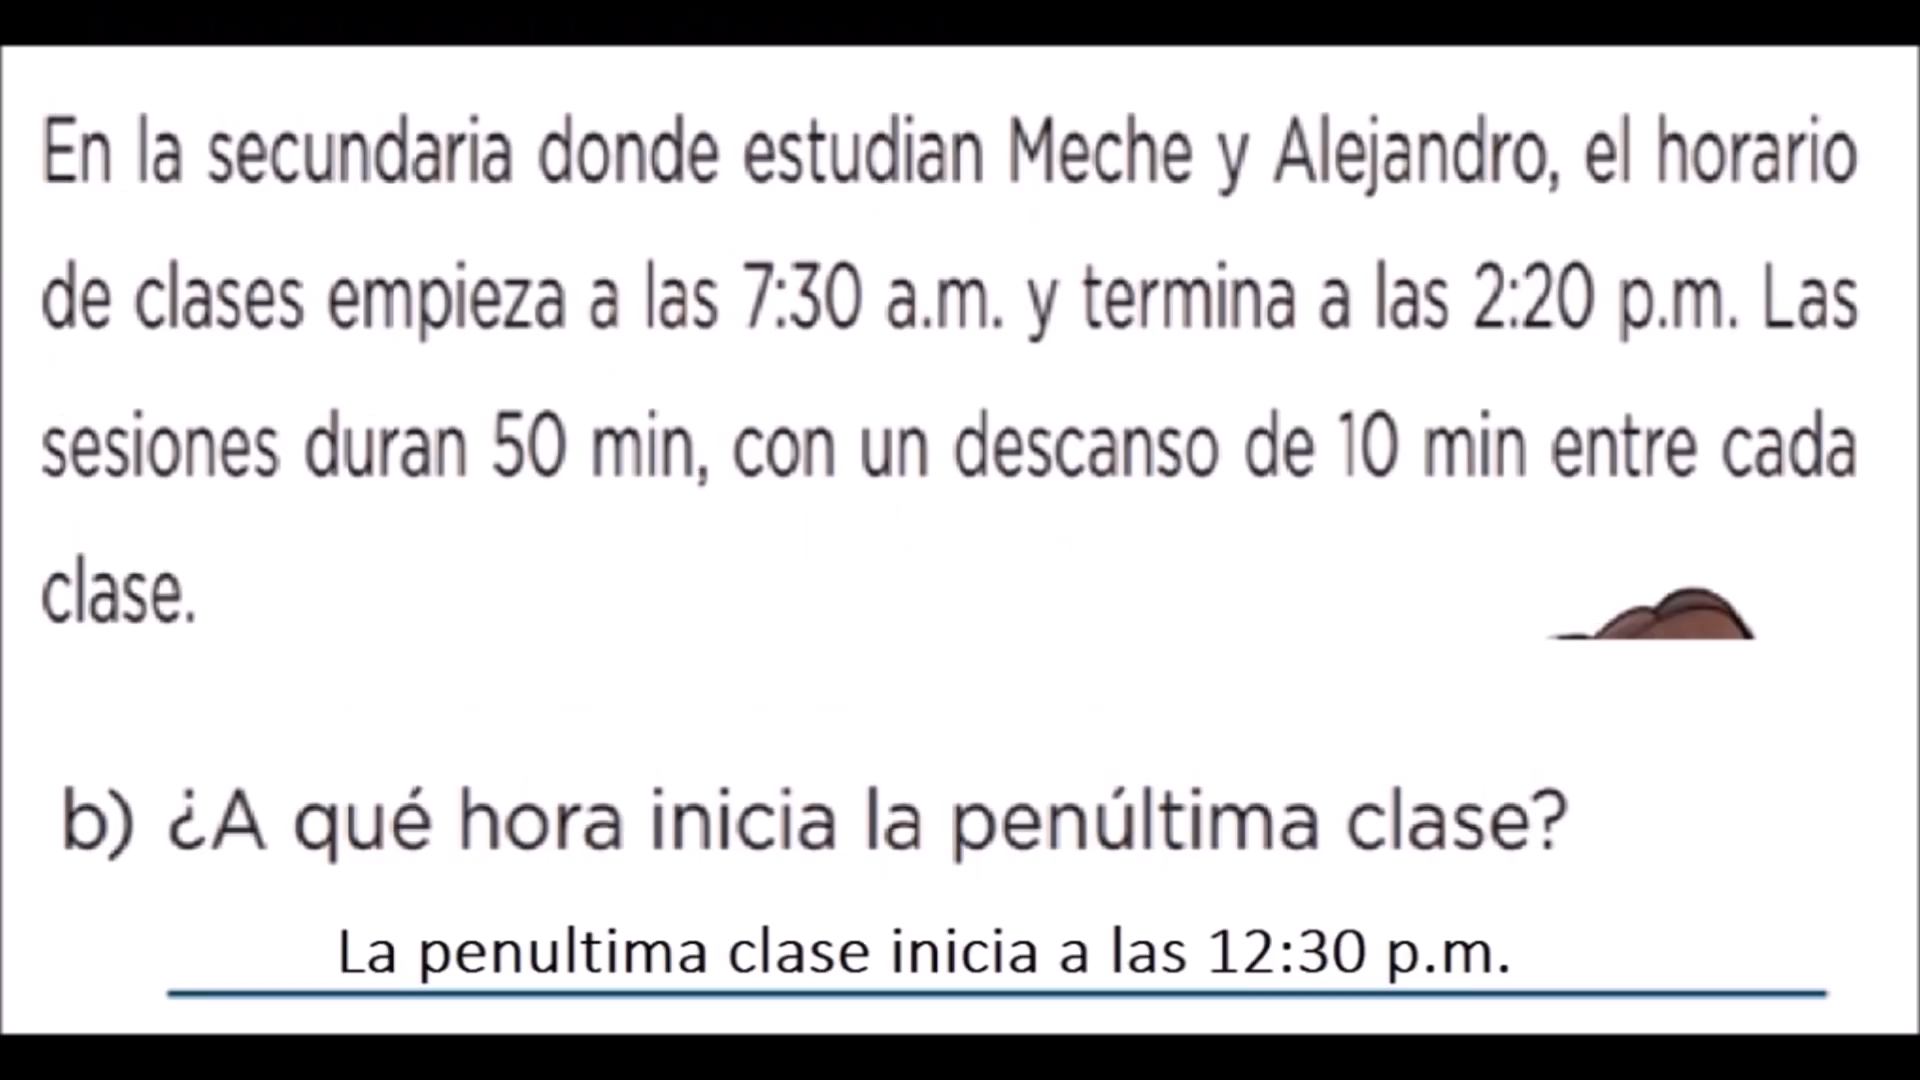 En la secundaria donde estudian Meche y Alejandro, el horario
de clases empieza a las 7:30 a.m. y termina a las 2:20 p.m. Las
sesiones duran 50 min, con un descanso de 10 min entre cada
clase.
b) ¿A qué hora inicia la penúltima clase?
La penultima clase inicia a las 12:30 p.m.